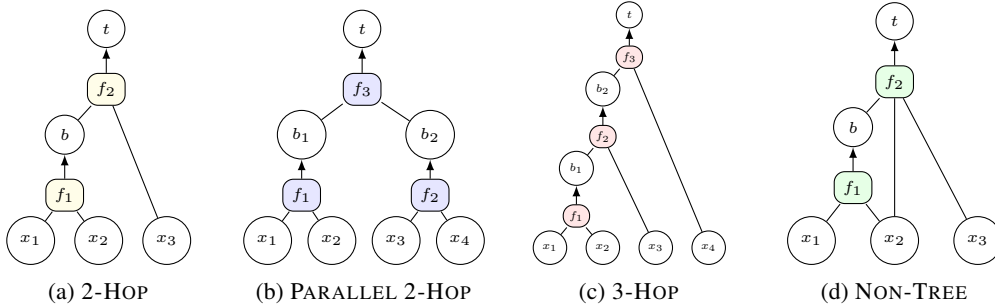 t
f₂
b
f₁
x₁ x₂ x₃
(a) 2-HOP
t
f₃
b₁ b₂
f₁ f₂
x₁ x₂ x₃ x₄
(b) PARALLEL 2-HOP
t
f₃
b₂
f₂
b₁
f₁
x₁ x₂ x₃ x₄
(c) 3-HOP
t
f₂
b
f₁
x₁ x₂ x₃
(d) NON-TREE